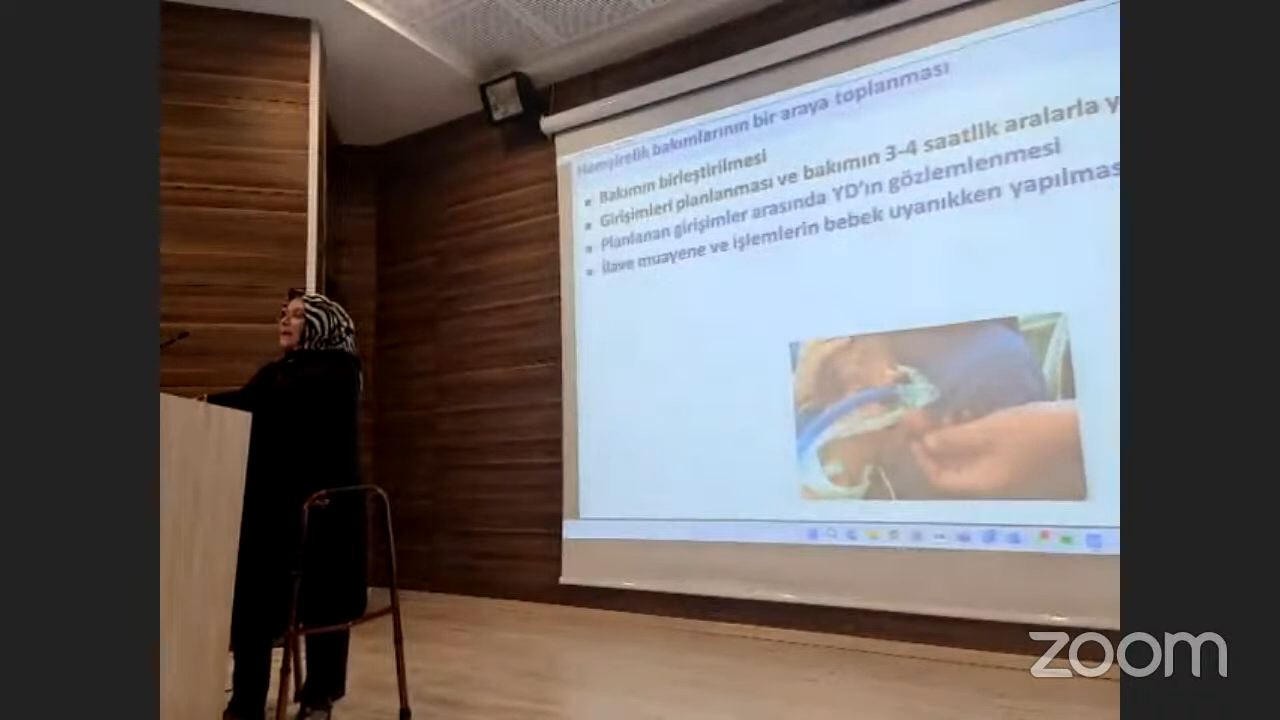 Hemşirelik bakımlarının bir araya toplanması
▪ Bakımın birleştirilmesi
▪ Girişimleri planlanması ve bakımın 3-4 saatlik aralarla y
▪ Planlanan girişimler arasında YD’ın gözlemlenmesi
▪ İlave muayene ve işlemlerin bebek uyanıkken yapılmas
zoom